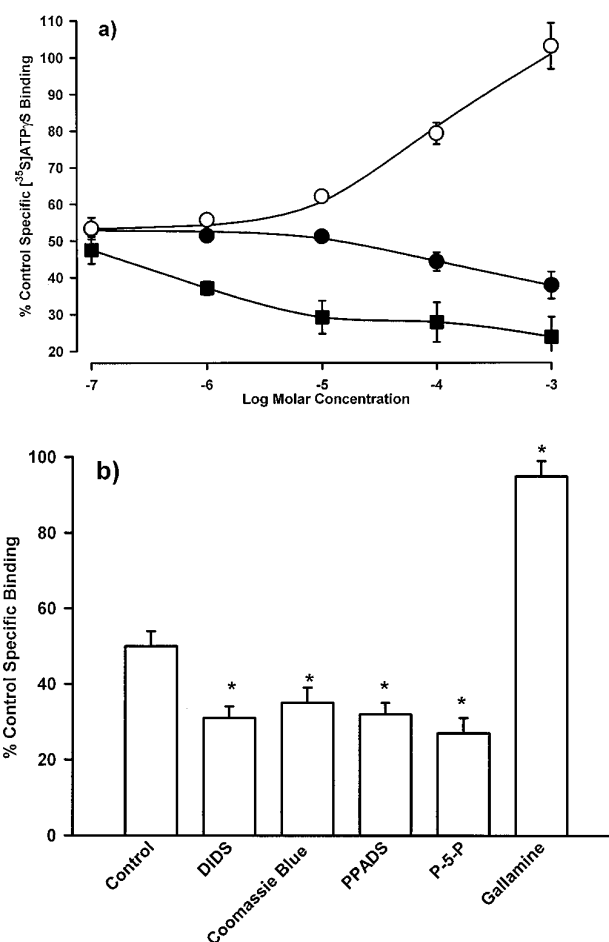 a)
% Control Specific [³⁵S]ATPγS Binding
110
100
90
80
70
60
50
40
30
20
-7
-6
-5
-4
-3
Log Molar Concentration
b)
% Control Specific Binding
100
80
60
40
20
0
*
*
*
*
*
Control
DIDS
Coomassie Blue
PPADS
P-5-P
Gallamine